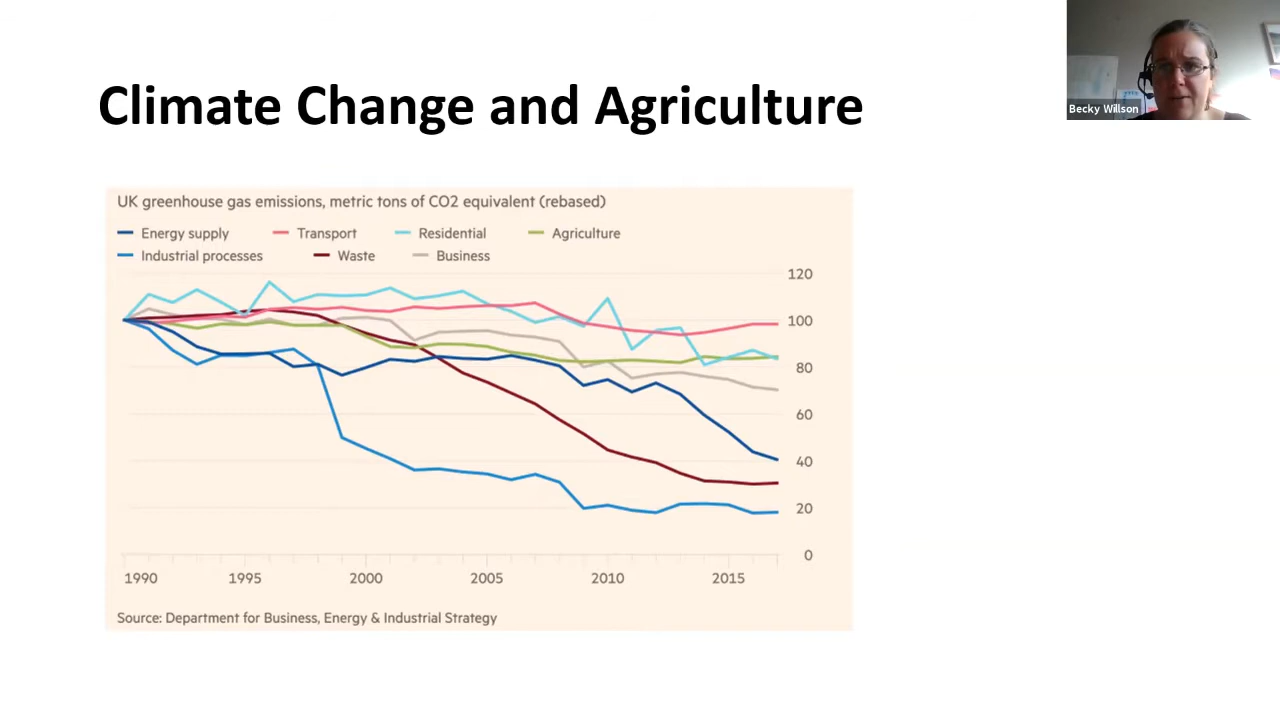 Climate Change and Agriculture
Becky Willson
UK greenhouse gas emissions, metric tons of CO2 equivalent (rebased)
Energy supply Transport Residential Agriculture
Industrial processes Waste Business
120
100
80
60
40
20
0
1990 1995 2000 2005 2010 2015
Source: Department for Business, Energy & Industrial Strategy